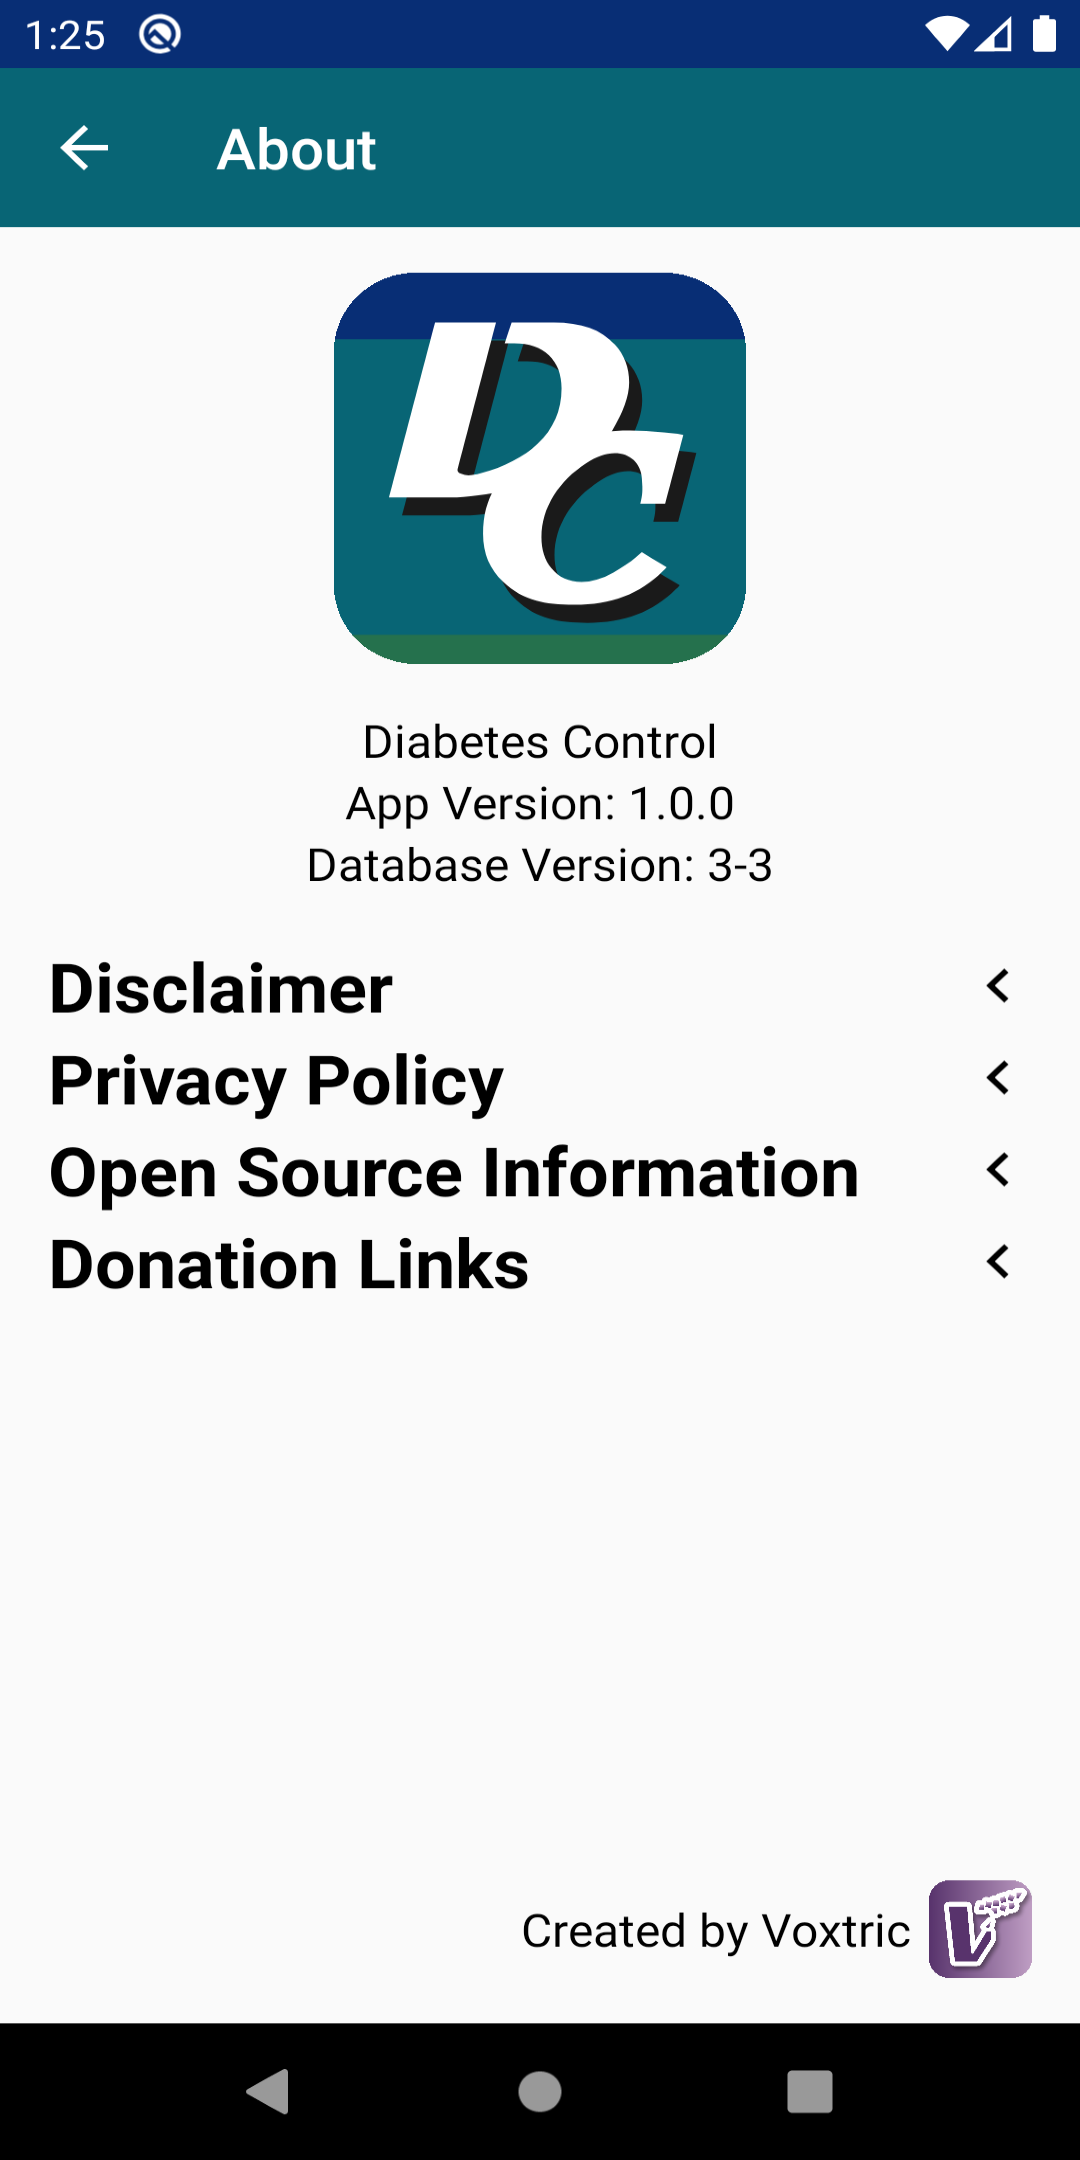 1:25
About
DC
Diabetes Control
App Version: 1.0.0
Database Version: 3-3
Disclaimer
Privacy Policy
Open Source Information
Donation Links
Created by Voxtric
V